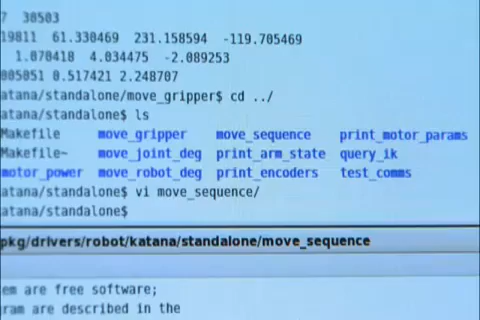 7 38503
19811 61.330469 231.158594 -119.705469
1.070418 4.034475 -2.089253
005051 0.517421 2.248707
atana/standalone/move_gripper$ cd ../
atana/standalone$ ls
Makefile move_gripper move_sequence print_motor_params
Makefile~ move_joint_deg print_arm_state query_ik
motor_power move_robot_deg print_encoders test_comms
atana/standalone$ vi move_sequence/
atana/standalone$
pkg/drivers/robot/katana/standalone/move_sequence
em are free software;
ram are described in the